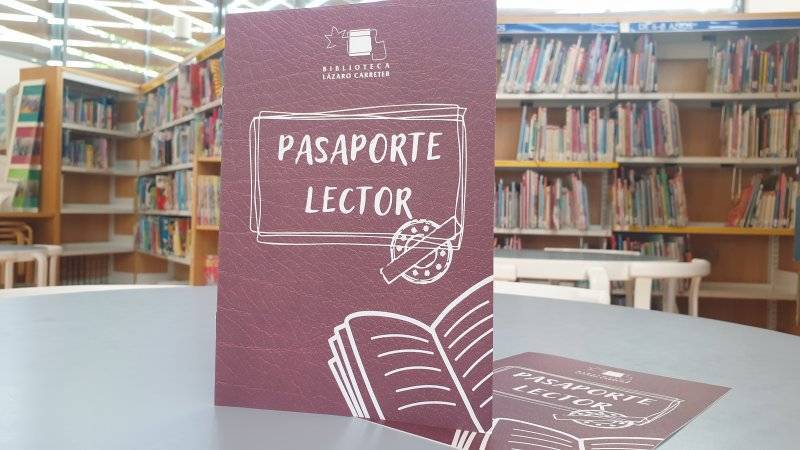 BIBLIOTECA
LÁZARO CARRETER
PASAPORTE
LECTOR
PASAPORTE
LECTOR